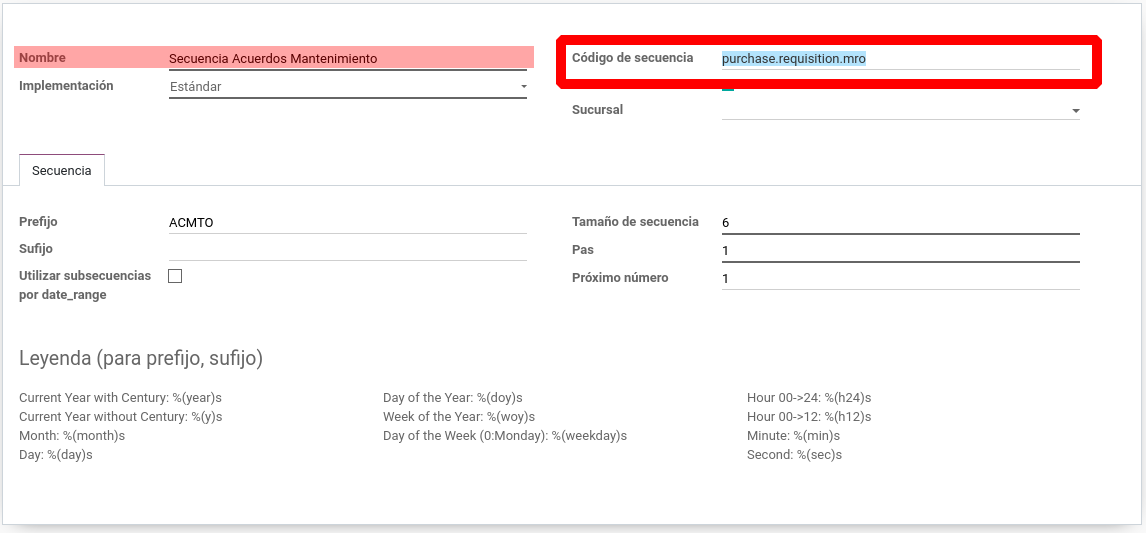 Nombre Secuencia Acuerdos Mantenimiento Código de secuencia purchase.requisition.mro
Implementación Estándar
Sucursal
Secuencia
Prefijo ACMTO Tamaño de secuencia 6
Sufijo Pas 1
Utilizar subsecuencias Próximo número 1
por date_range
Leyenda (para prefijo, sufijo)
Current Year with Century: %(year)s Day of the Year: %(doy)s Hour 00->24: %(h24)s
Current Year without Century: %(y)s Week of the Year: %(woy)s Hour 00->12: %(h12)s
Month: %(month)s Day of the Week (0:Monday): %(weekday)s Minute: %(min)s
Day: %(day)s Second: %(sec)s